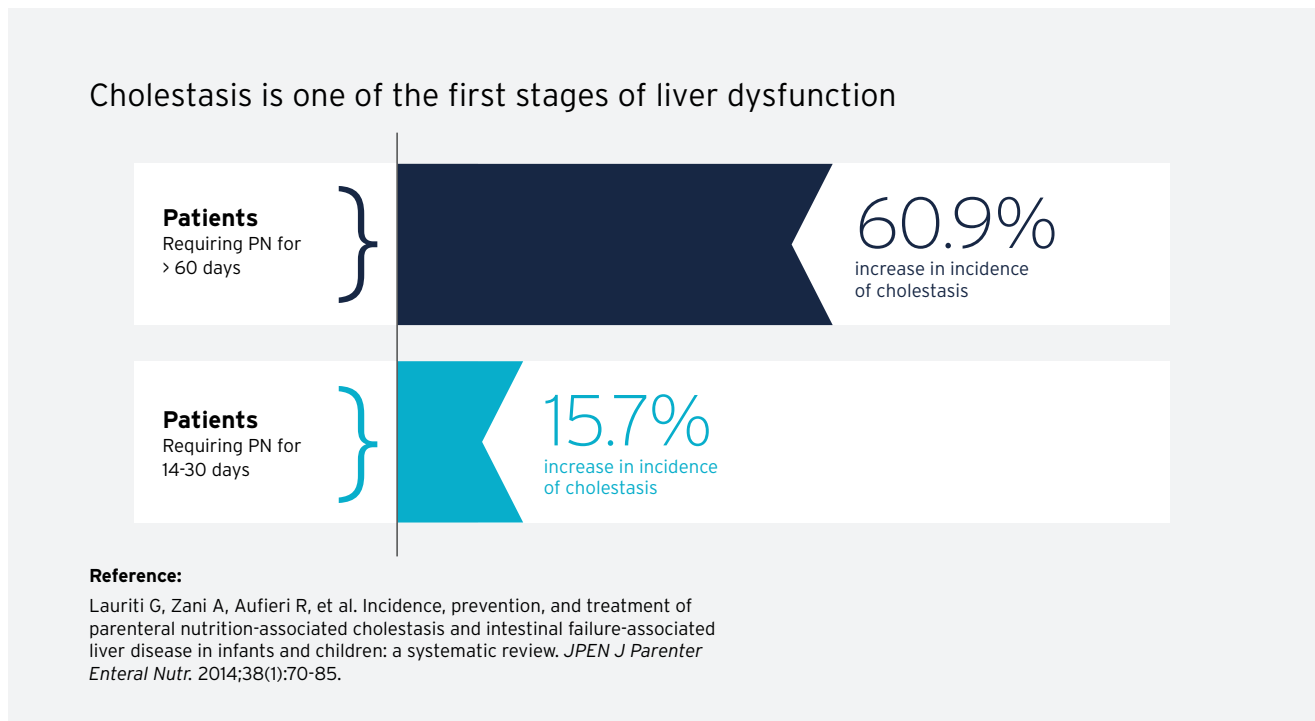 Cholestasis is one of the first stages of liver dysfunction
Patients
Requiring PN for
> 60 days
60.9%
increase in incidence
of cholestasis
Patients
Requiring PN for
14-30 days
15.7%
increase in incidence
of cholestasis
Reference:
Lauriti G, Zani A, Aufieri R, et al. Incidence, prevention, and treatment of
parenteral nutrition-associated cholestasis and intestinal failure-associated
liver disease in infants and children: a systematic review. JPEN J Parenter
Enteral Nutr. 2014;38(1):70-85.